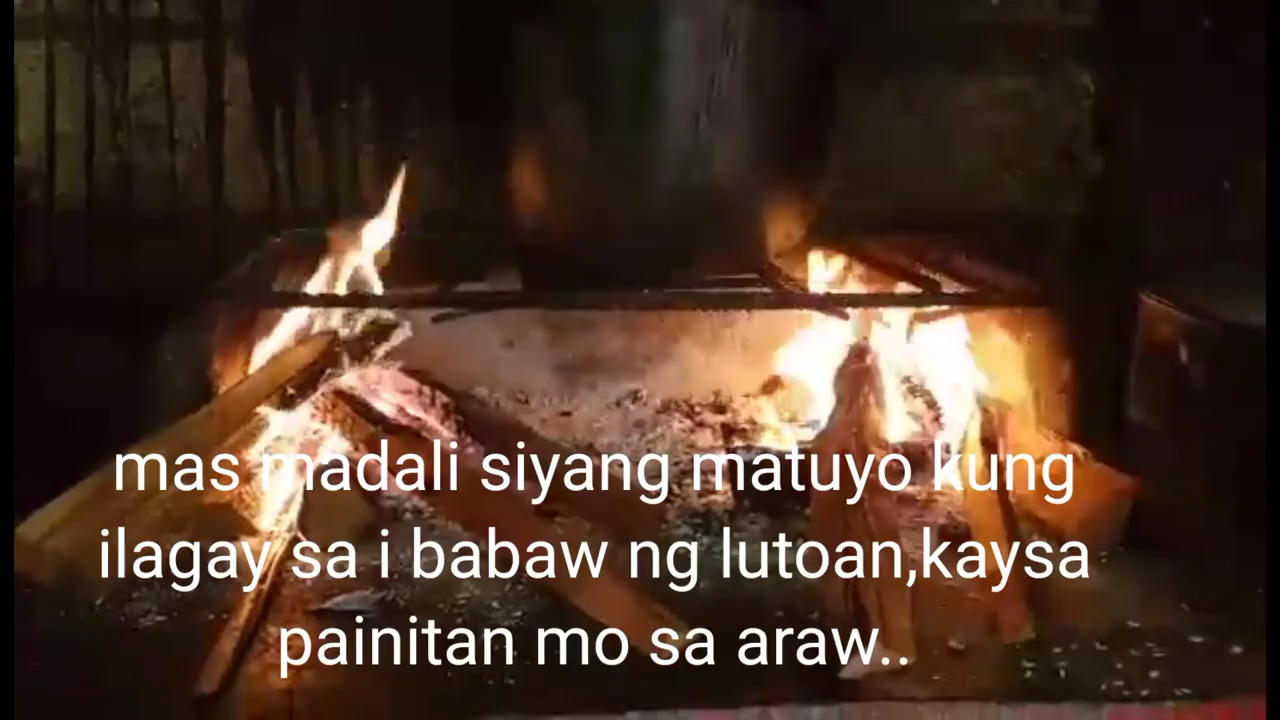 mas madali siyang matuyo kung
ilagay sa i babaw ng lutoan,kaysa
painitan mo sa araw..